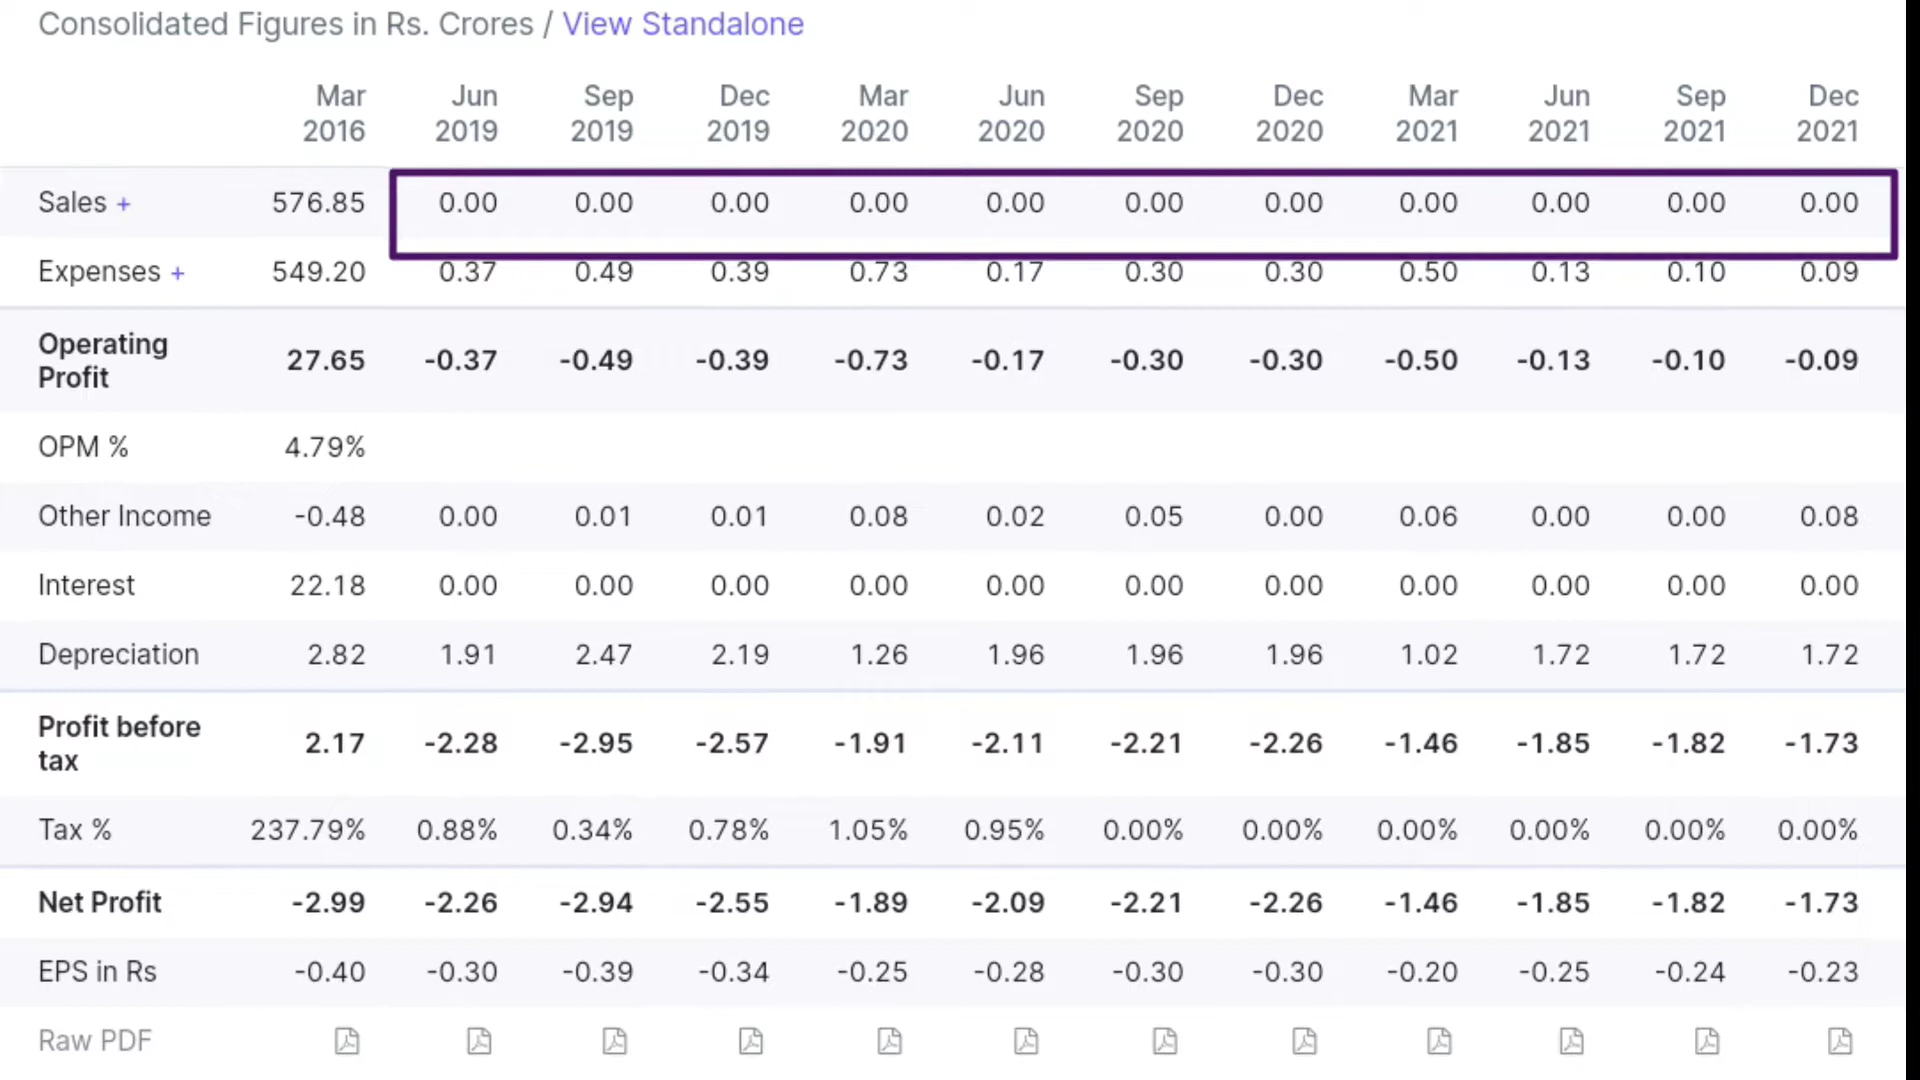 Consolidated Figures in Rs. Crores / View Standalone
Mar 2016 Jun 2019 Sep 2019 Dec 2019 Mar 2020 Jun 2020 Sep 2020 Dec 2020 Mar 2021 Jun 2021 Sep 2021 Dec 2021
Sales + 576.85 0.00 0.00 0.00 0.00 0.00 0.00 0.00 0.00 0.00 0.00 0.00
Expenses + 549.20 0.37 0.49 0.39 0.73 0.17 0.30 0.30 0.50 0.13 0.10 0.09
Operating Profit 27.65 -0.37 -0.49 -0.39 -0.73 -0.17 -0.30 -0.30 -0.50 -0.13 -0.10 -0.09
OPM % 4.79%
Other Income -0.48 0.00 0.01 0.01 0.08 0.02 0.05 0.00 0.06 0.00 0.00 0.08
Interest 22.18 0.00 0.00 0.00 0.00 0.00 0.00 0.00 0.00 0.00 0.00 0.00
Depreciation 2.82 1.91 2.47 2.19 1.26 1.96 1.96 1.96 1.02 1.72 1.72 1.72
Profit before tax 2.17 -2.28 -2.95 -2.57 -1.91 -2.11 -2.21 -2.26 -1.46 -1.85 -1.82 -1.73
Tax % 237.79% 0.88% 0.34% 0.78% 1.05% 0.95% 0.00% 0.00% 0.00% 0.00% 0.00% 0.00%
Net Profit -2.99 -2.26 -2.94 -2.55 -1.89 -2.09 -2.21 -2.26 -1.46 -1.85 -1.82 -1.73
EPS in Rs -0.40 -0.30 -0.39 -0.34 -0.25 -0.28 -0.30 -0.30 -0.20 -0.25 -0.24 -0.23
Raw PDF